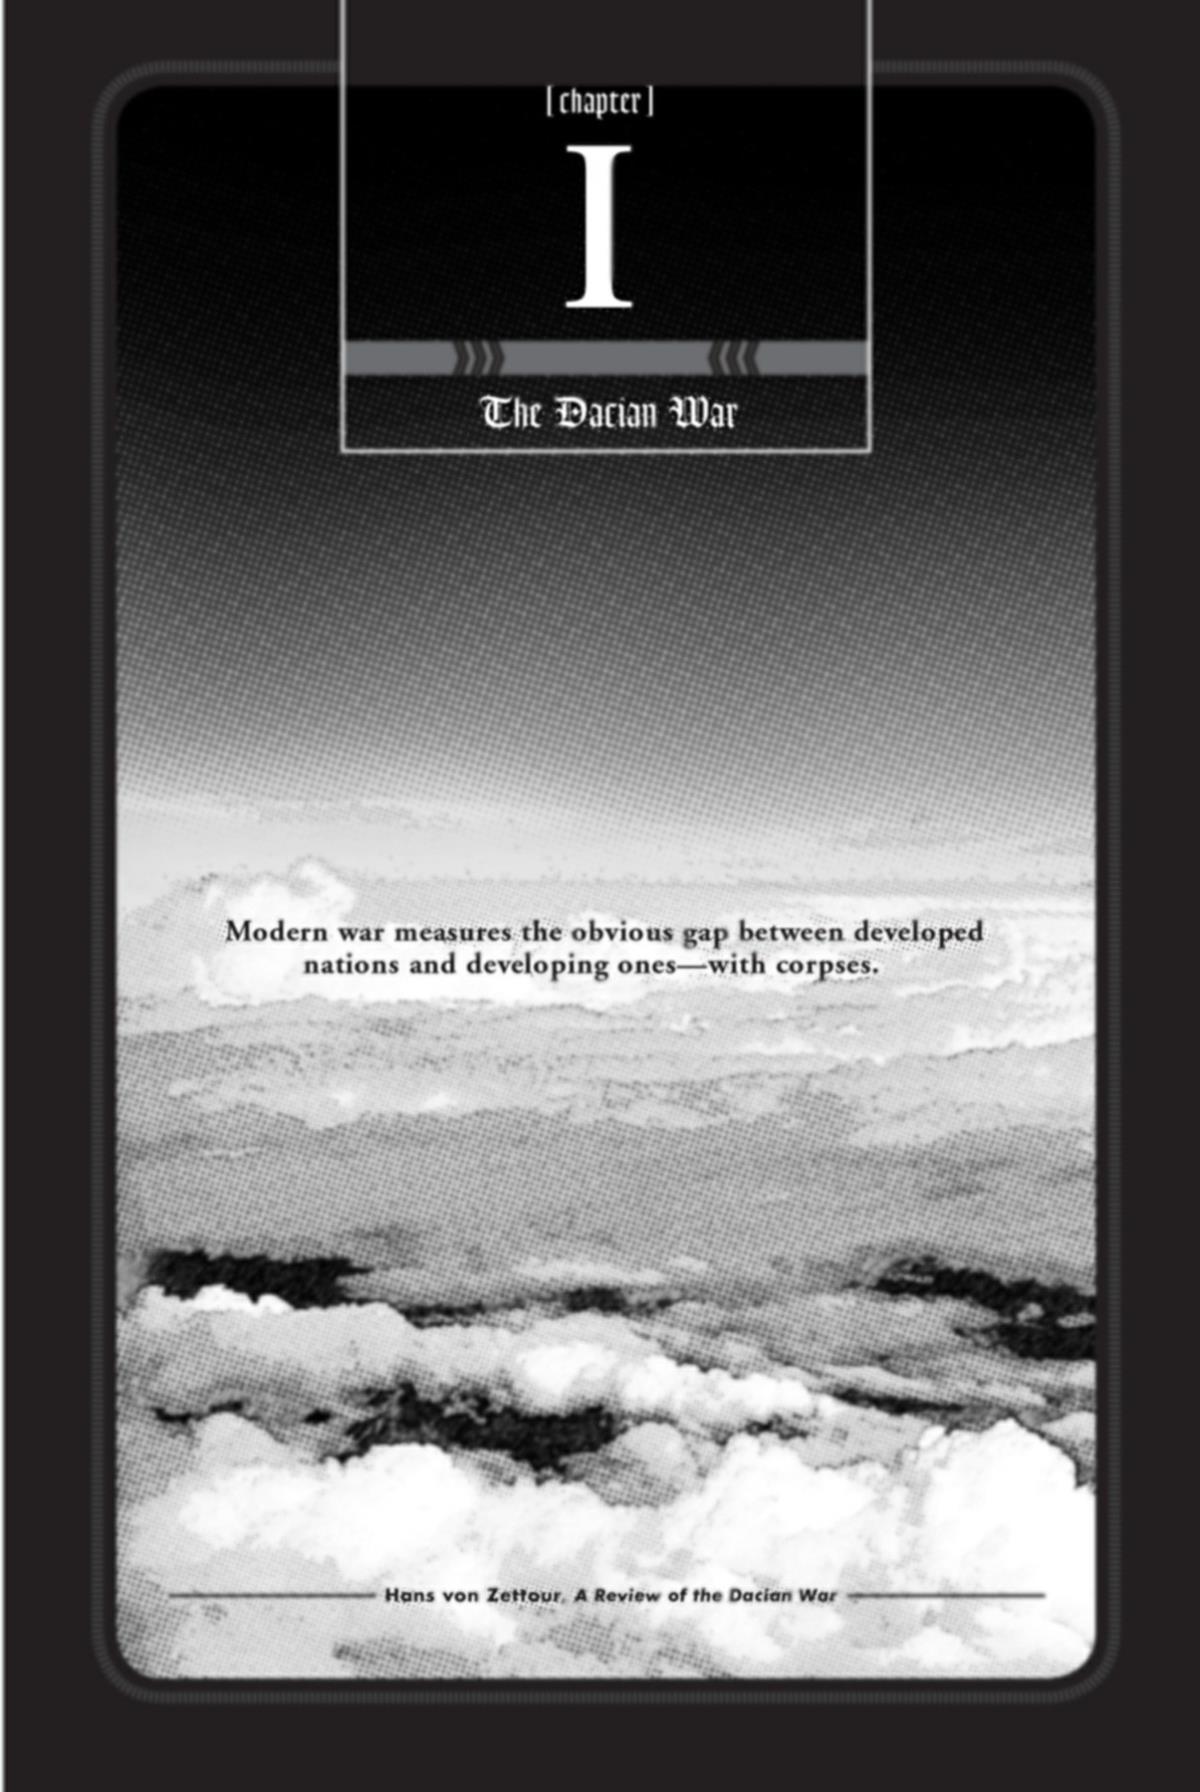 [chapter]
I
The Dacian War
Modern war measures the obvious gap between developed
nations and developing ones—with corpses.
Hans von Zettour, A Review of the Dacian War